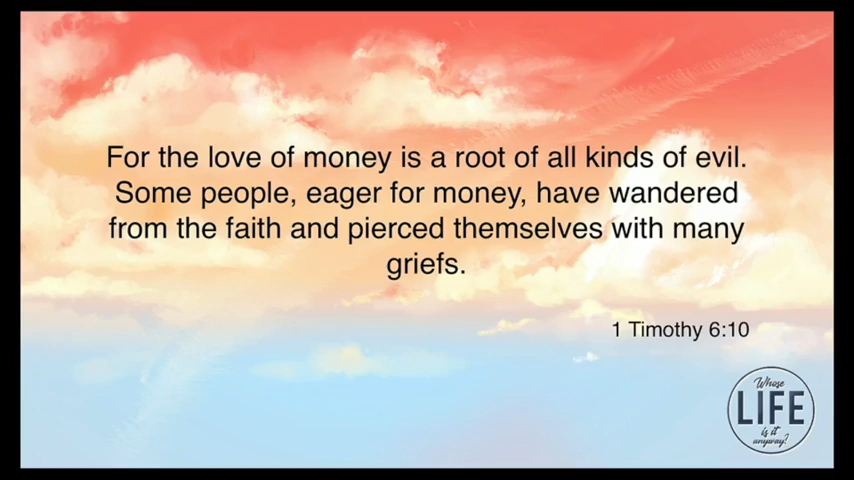 For the love of money is a root of all kinds of evil.
Some people, eager for money, have wandered
from the faith and pierced themselves with many
griefs.
1 Timothy 6:10
Whose
LIFE
is it
anyway?